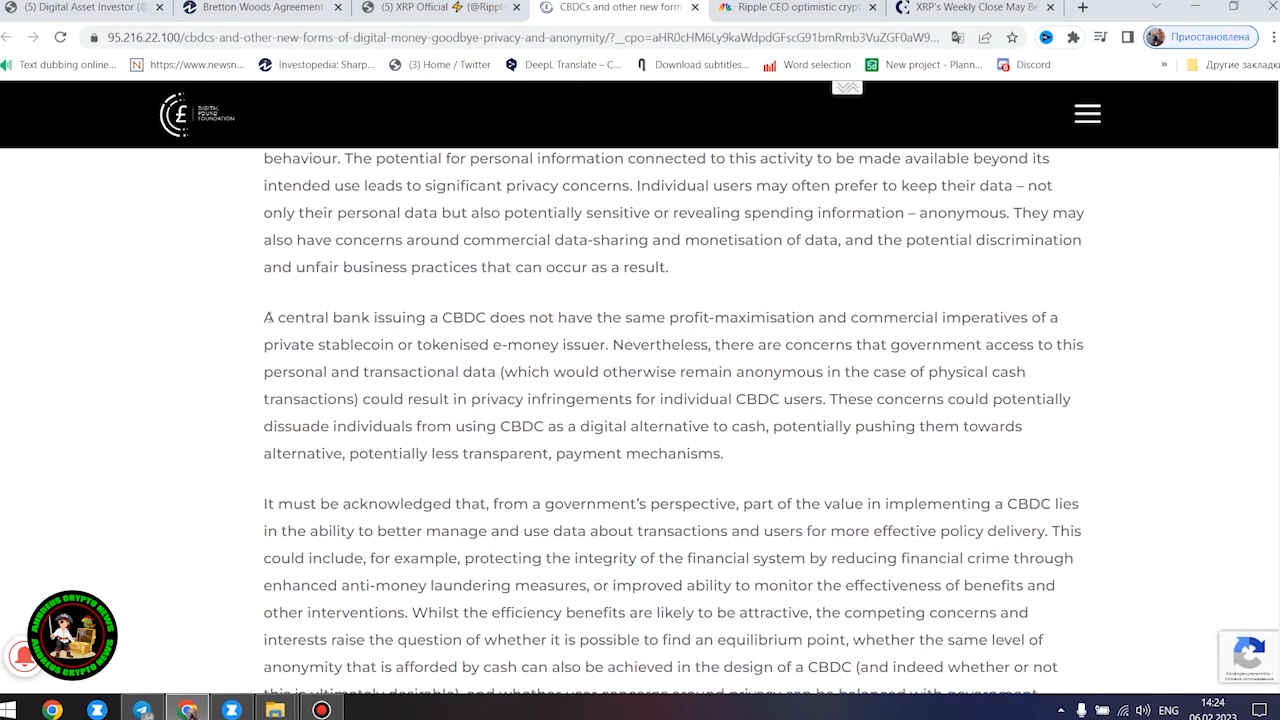 (5) Digital Asset Investor (@
Bretton Woods Agreement
(5) XRP Official ⚡ (@Rippl
CBDCs and other new form
Ripple CEO optimistic crypt
XRP's Weekly Close May Be
95.216.22.100/cbdcs-and-other-new-forms-of-digital-money-goodbye-privacy-and-anonymity/?__cpo=aHR0cHM6Ly9kaWdpdGFscG91bmRmb3VuZGF0aW9...
Приостановлена
Text dubbing online...
https://www.newsn...
Investopedia: Sharp...
(3) Home / Twitter
DeepL Translate – C...
Download subtitles...
Word selection
New project - Plann...
Discord
»
Другие закладки
DIGITAL
POUND
FOUNDATION
behaviour. The potential for personal information connected to this activity to be made available beyond its
intended use leads to significant privacy concerns. Individual users may often prefer to keep their data – not
only their personal data but also potentially sensitive or revealing spending information – anonymous. They may
also have concerns around commercial data-sharing and monetisation of data, and the potential discrimination
and unfair business practices that can occur as a result.
A central bank issuing a CBDC does not have the same profit-maximisation and commercial imperatives of a
private stablecoin or tokenised e-money issuer. Nevertheless, there are concerns that government access to this
personal and transactional data (which would otherwise remain anonymous in the case of physical cash
transactions) could result in privacy infringements for individual CBDC users. These concerns could potentially
dissuade individuals from using CBDC as a digital alternative to cash, potentially pushing them towards
alternative, potentially less transparent, payment mechanisms.
It must be acknowledged that, from a government's perspective, part of the value in implementing a CBDC lies
in the ability to better manage and use data about transactions and users for more effective policy delivery. This
could include, for example, protecting the integrity of the financial system by reducing financial crime through
enhanced anti-money laundering measures, or improved ability to monitor the effectiveness of benefits and
other interventions. Whilst the efficiency benefits are likely to be attractive, the competing concerns and
interests raise the question of whether it is possible to find an equilibrium point, whether the same level of
anonymity that is afforded by cash can also be achieved in the design of a CBDC (and indeed whether or not
ANDREUS CRYPTO NEWS
ANDREUS CRYPTO NEWS
Конфиденциальность -
Условия использования
ENG
14:24
06.02.2023